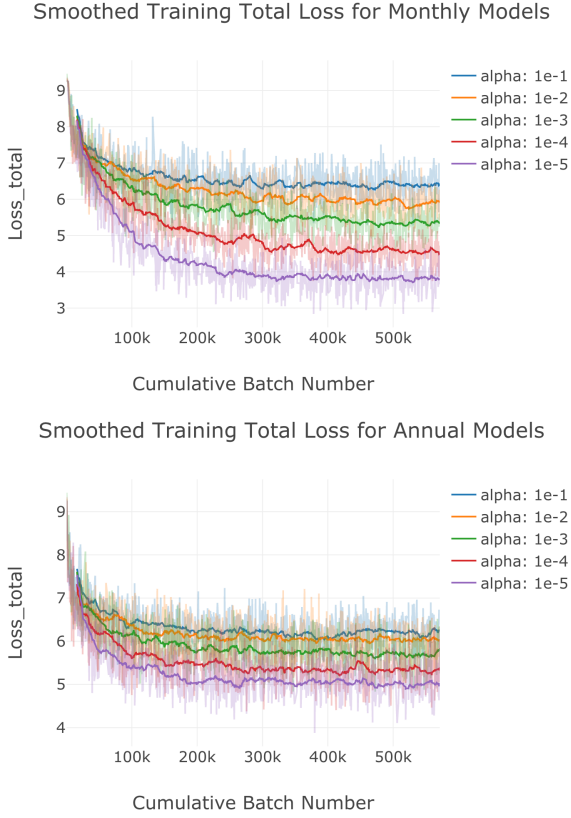 Smoothed Training Total Loss for Monthly Models
alpha: 1e-1
alpha: 1e-2
alpha: 1e-3
alpha: 1e-4
alpha: 1e-5
9
8
7
6
5
4
3
Loss_total
100k 200k 300k 400k 500k
Cumulative Batch Number
Smoothed Training Total Loss for Annual Models
alpha: 1e-1
alpha: 1e-2
alpha: 1e-3
alpha: 1e-4
alpha: 1e-5
9
8
7
6
5
4
Loss_total
100k 200k 300k 400k 500k
Cumulative Batch Number